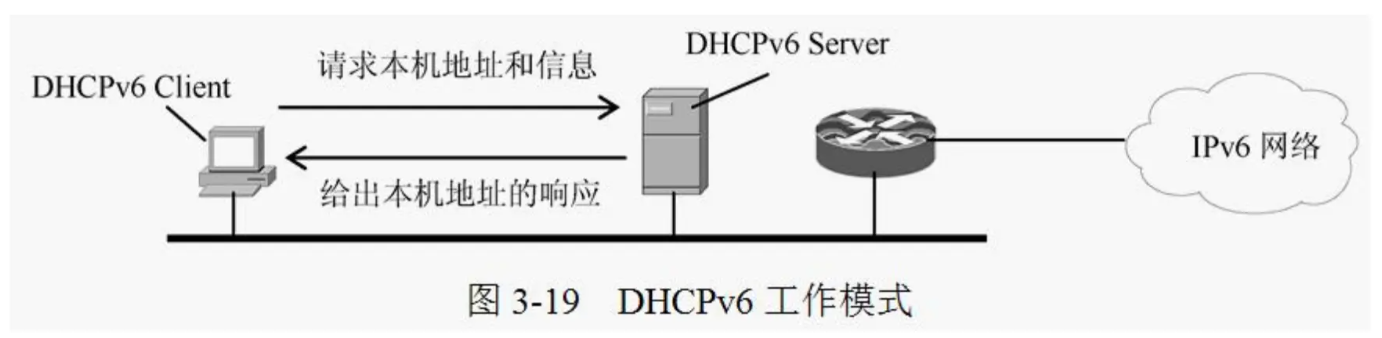 DHCPv6 Server
请求本机地址和信息
DHCPv6 Client
IPv6 网络
给出本机地址的响应
图 3-19 DHCPv6 工作模式